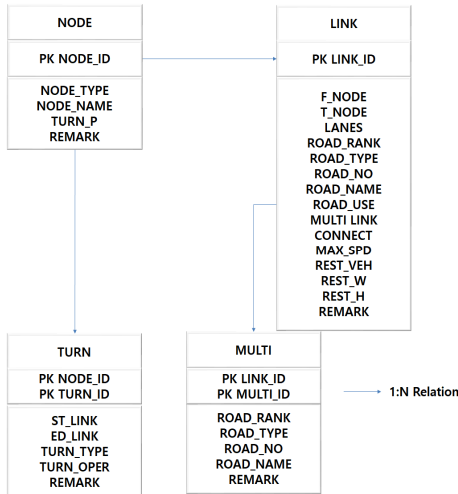 NODE
PK NODE_ID
NODE_TYPE
NODE_NAME
TURN_P
REMARK
LINK
PK LINK_ID
F_NODE
T_NODE
LANES
ROAD_RANK
ROAD_TYPE
ROAD_NO
ROAD_NAME
ROAD_USE
MULTI LINK
CONNECT
MAX_SPD
REST_VEH
REST_W
REST_H
REMARK
TURN
PK NODE_ID
PK TURN_ID
ST_LINK
ED_LINK
TURN_TYPE
TURN_OPER
REMARK
MULTI
PK LINK_ID
PK MULTI_ID
ROAD_RANK
ROAD_TYPE
ROAD_NO
ROAD_NAME
REMARK
1:N Relation